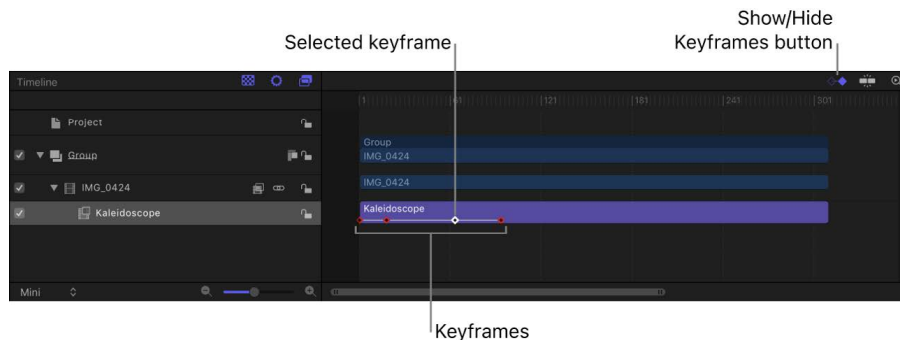 Show/Hide
Selected keyframe
Keyframes button
Timeline
1
61
121
181
241
301
Project
Group
Group
IMG_0424
IMG_0424
IMG_0424
Kaleidoscope
Kaleidoscope
Mini
Keyframes